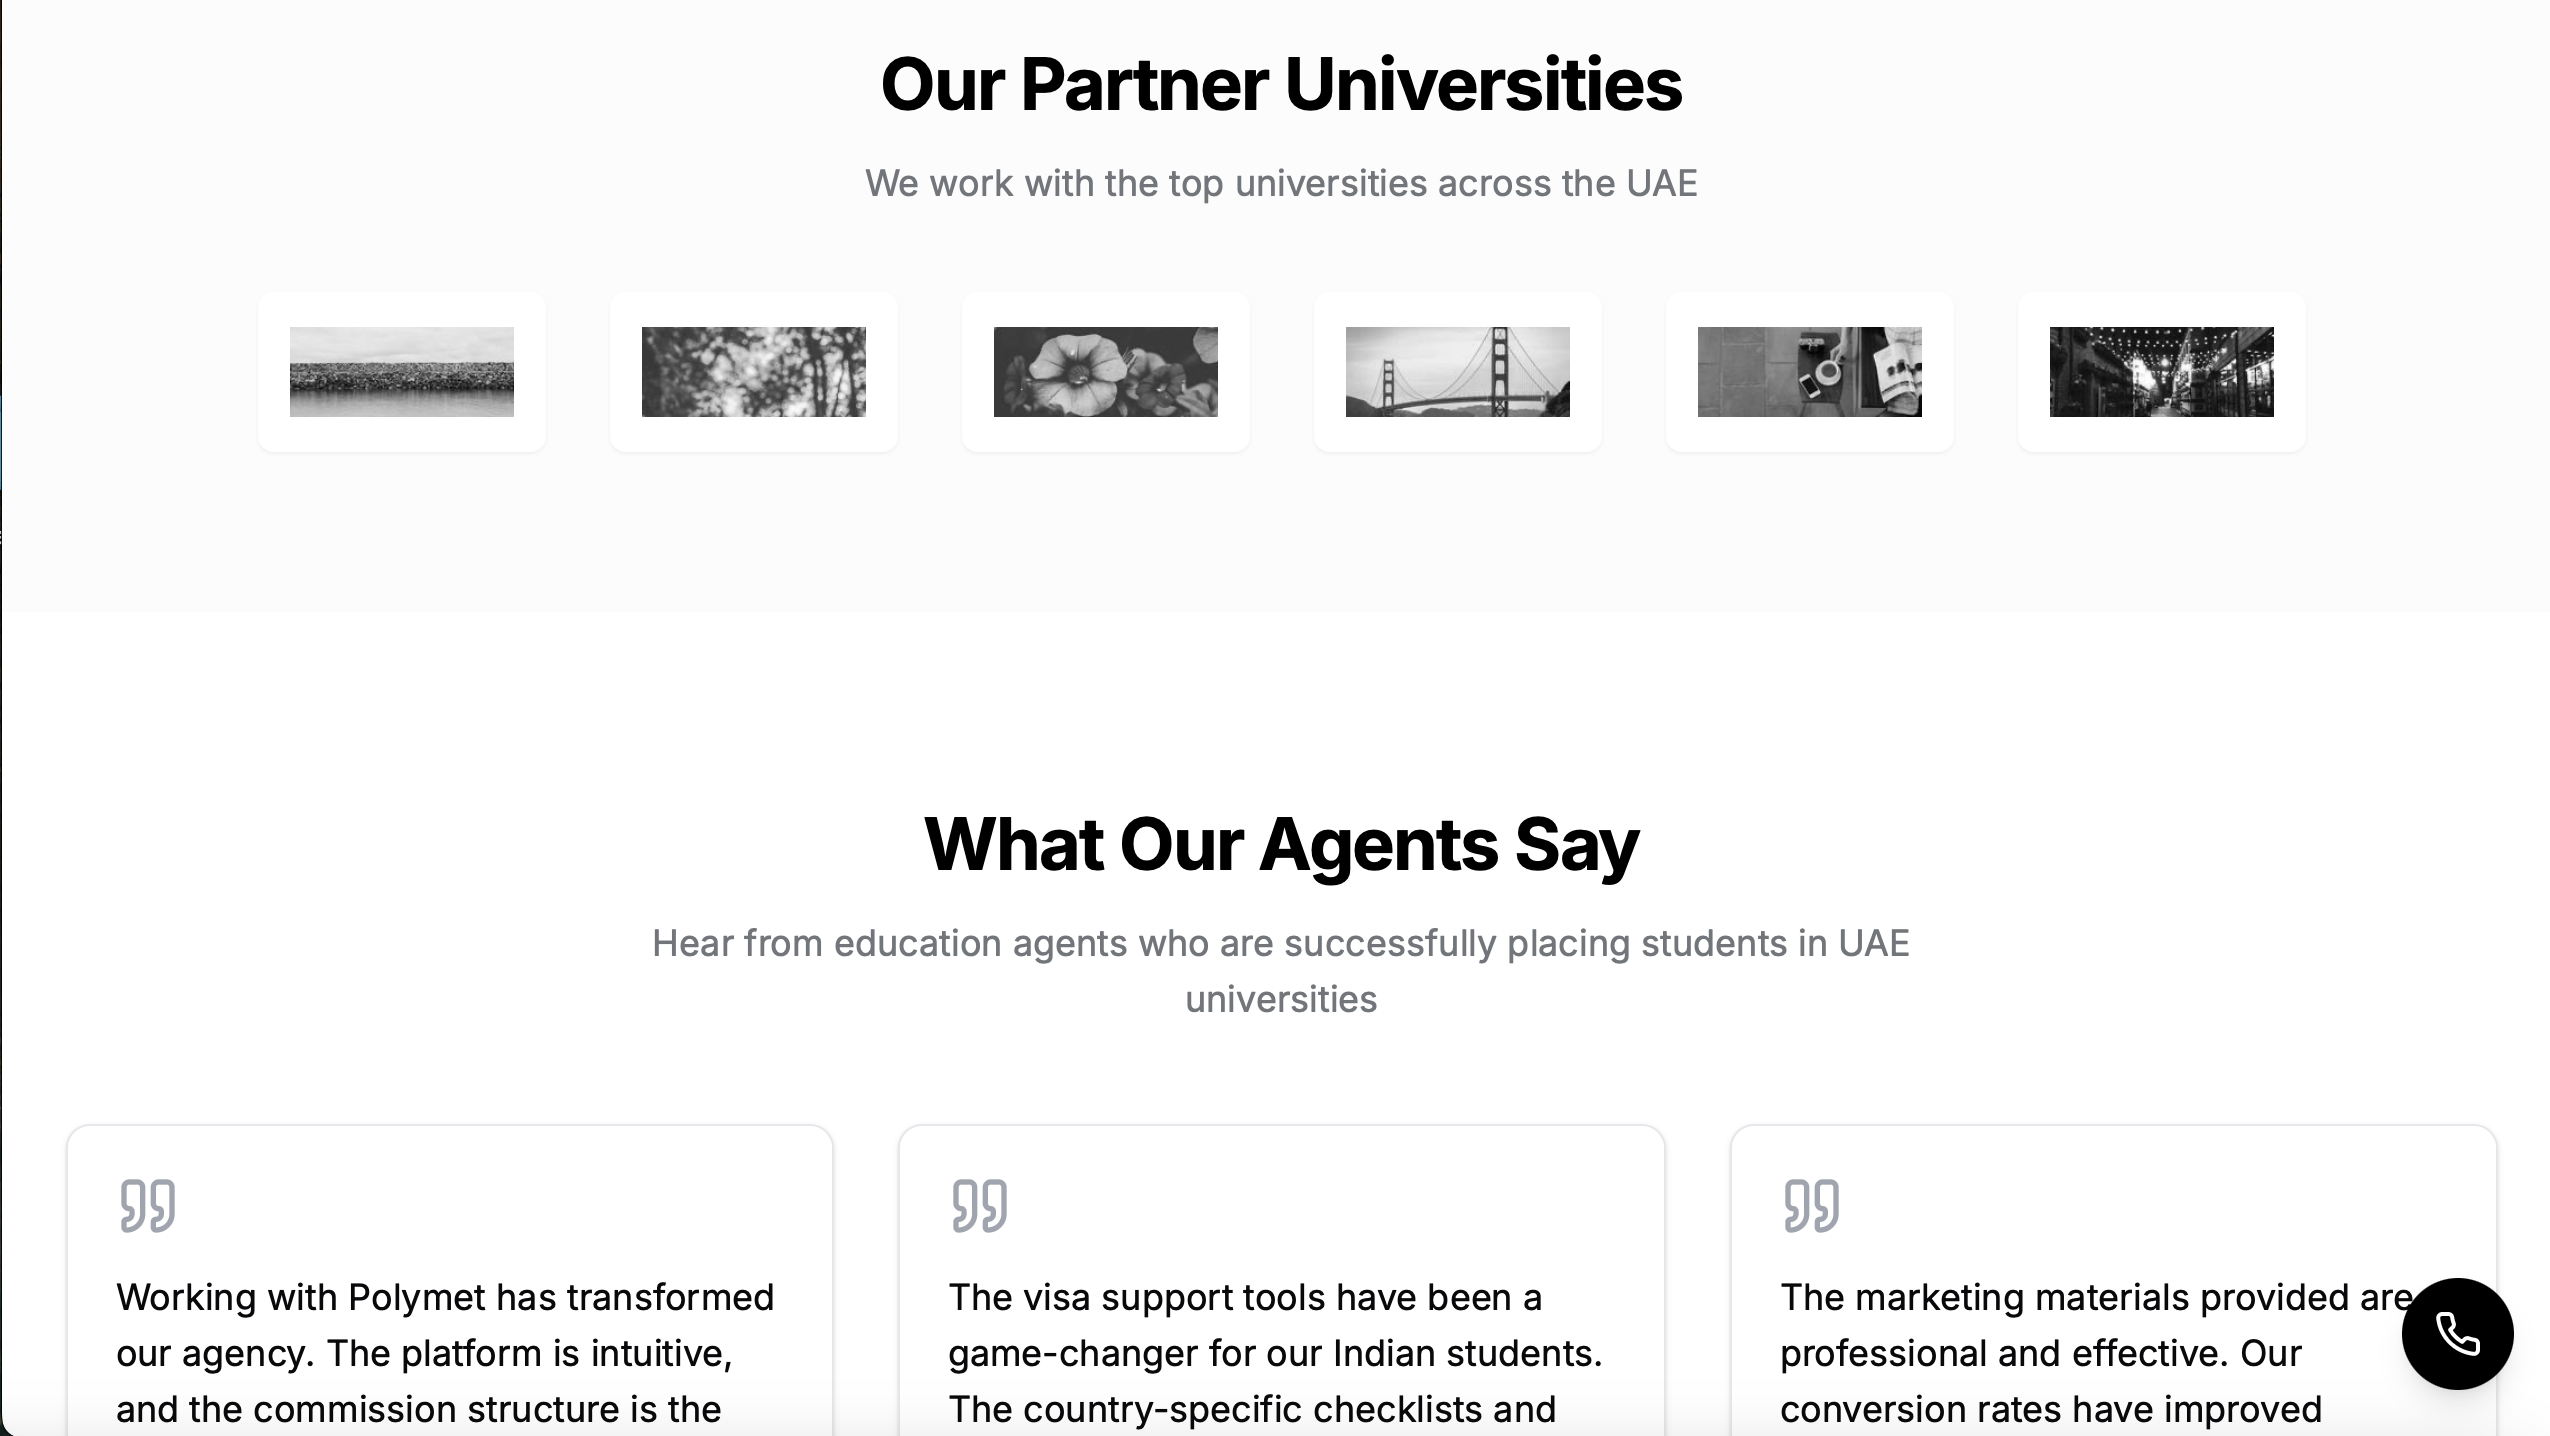 Our Partner Universities
We work with the top universities across the UAE
What Our Agents Say
Hear from education agents who are successfully placing students in UAE
universities
Working with Polymet has transformed
our agency. The platform is intuitive,
and the commission structure is the
The visa support tools have been a
game-changer for our Indian students.
The country-specific checklists and
The marketing materials provided are
professional and effective. Our
conversion rates have improved